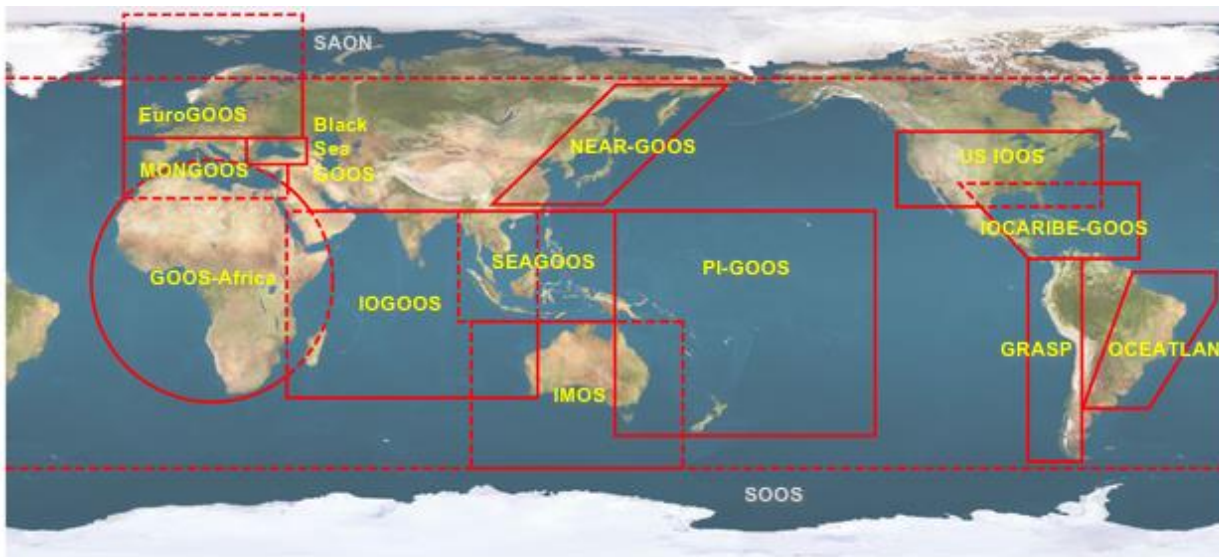 SAON
EuroGOOS
Black
Sea
GOOS
NEAR-GOOS
US IOOS
MONGOOS
IOCARIBE-GOOS
GOOS-Africa
IOGOOS
SEAGOOS
PI-GOOS
GRASP
OCEATLAN
IMOS
SOOS